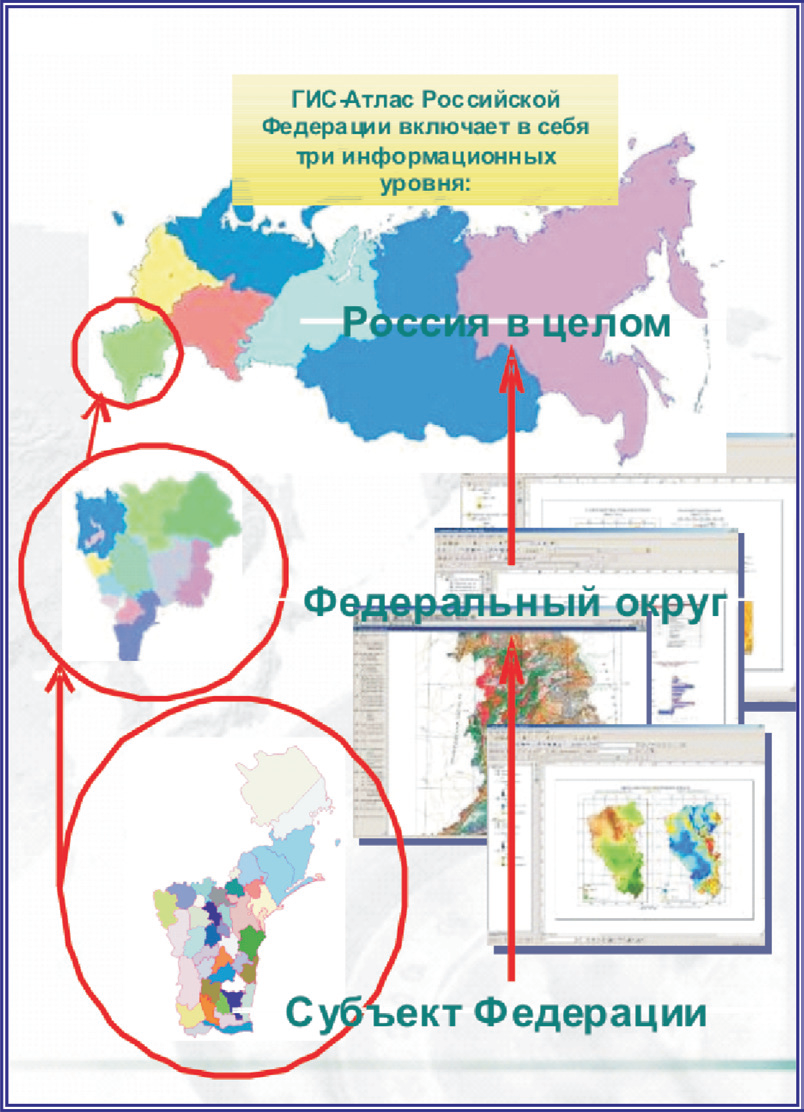 ГИС-Атлас Российской
Федерации включает в себя
три информационных
уровня:
Россия в целом
Федеральный округ
Субъект Федерации